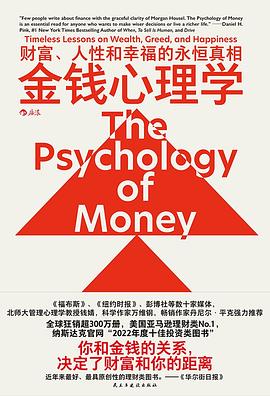 “Few people write about finance with the graceful clarity of Morgan Housel. The Psychology of
Money is an essential read for anyone who wants to make wiser decisions or live a richer life.” —Daniel H.
Pink, #1 New York Times Bestselling Author of When, To Sell Is Human, and Drive
Timeless Lessons on Wealth, Greed, and Happiness
财富、人性和幸福的永恒真相
金钱心理学
后浪
The
Psychology
of
Money
《福布斯》、《纽约时报》、彭博社等数十家媒体，
北师大管理心理学教授钱婧，科学作家万维钢，畅销作家丹尼尔·平克强力推荐
全球狂销超300万册，美国亚马逊理财类No.1，
纳斯达克官网“2022年度十佳投资类图书”
你和金钱的关系，
决定了财富和你的距离
近年来最好、最具原创性的理财类图书。——《华尔街日报》
民主与建设出版社